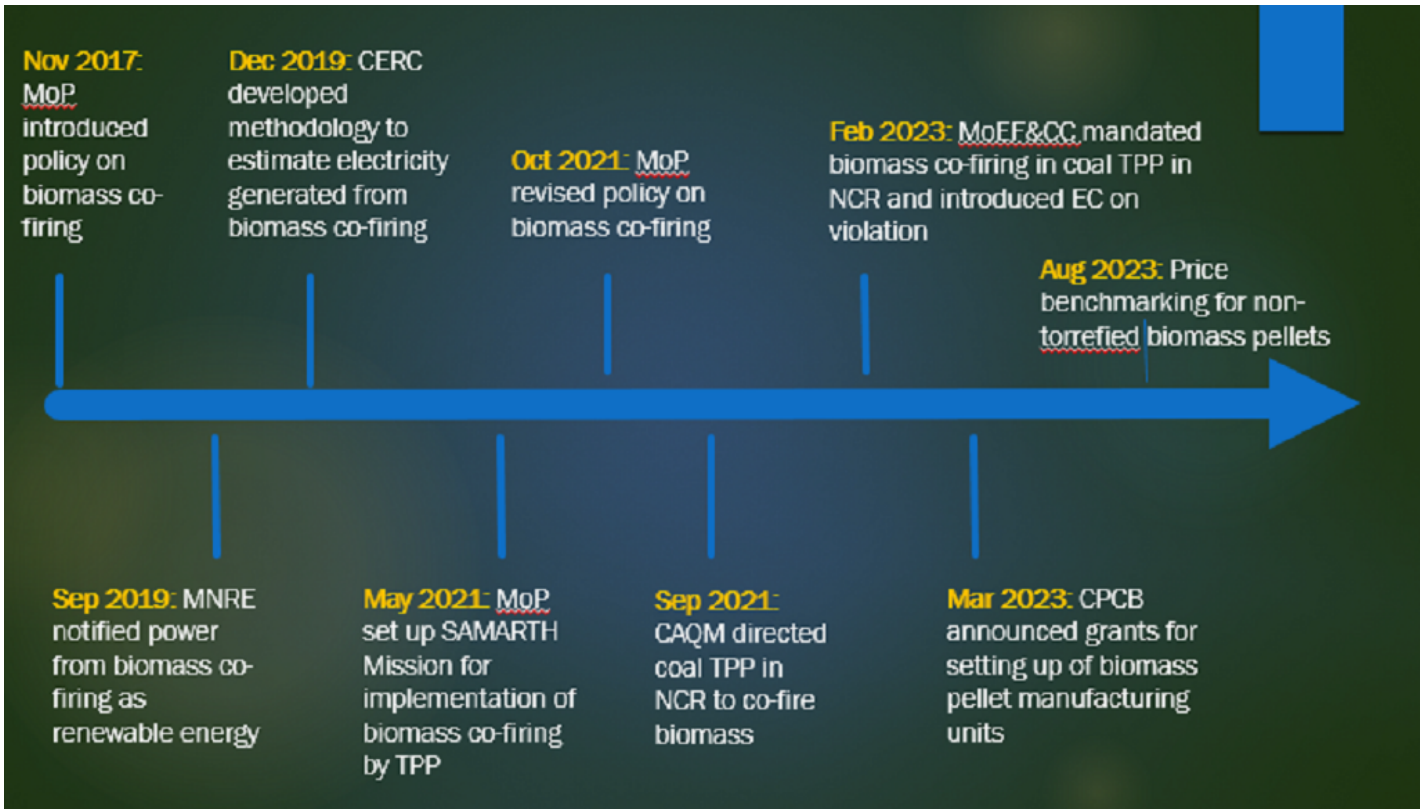 Nov 2017:
MoP
introduced
policy on
biomass co-
firing
Dec 2019: CERC
developed
methodology to
estimate electricity
generated from
biomass co-firing
Oct 2021: MoP
revised policy on
biomass co-firing
Feb 2023: MoEF&CC mandated
biomass co-firing in coal TPP in
NCR and introduced EC on
violation
Aug 2023: Price
benchmarking for non-
torrefied biomass pellets
Sep 2019: MNRE
notified power
from biomass co-
firing as
renewable energy
May 2021: MoP
set up SAMARTH
Mission for
implementation of
biomass co-firing
by TPP
Sep 2021:
CAQM directed
coal TPP in
NCR to co-fire
biomass
Mar 2023: CPCB
announced grants for
setting up of biomass
pellet manufacturing
units